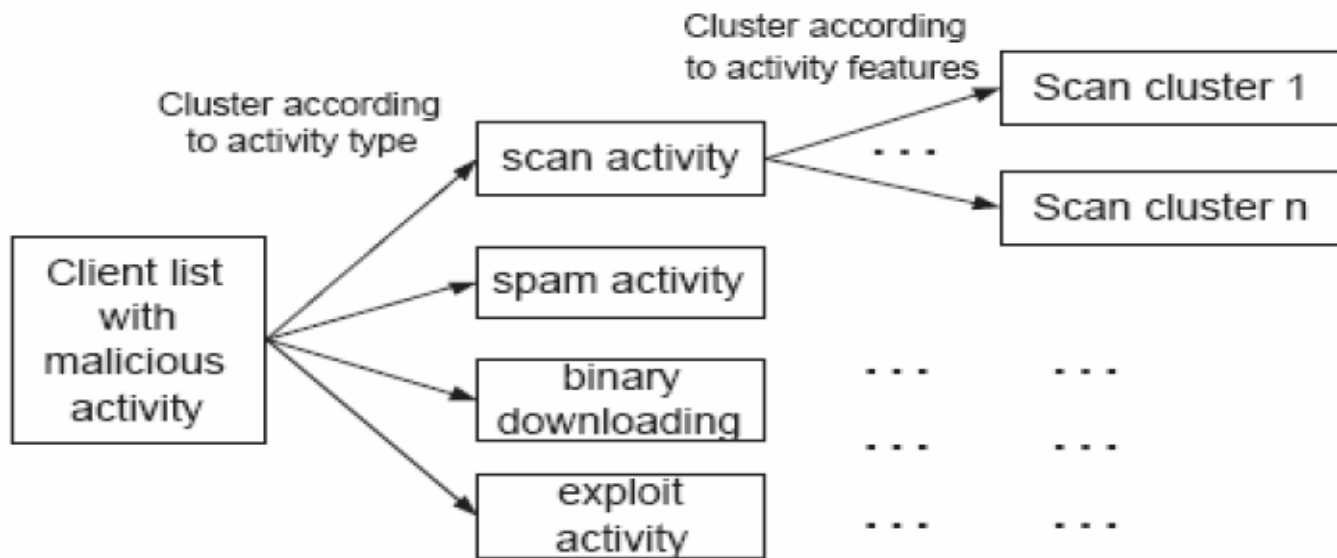 Cluster according
to activity features
Scan cluster 1
Cluster according
to activity type
scan activity
. . .
Scan cluster n
Client list
with
malicious
activity
spam activity
binary
downloading
. . .
. . .
. . .
. . .
exploit
activity
. . .
. . .